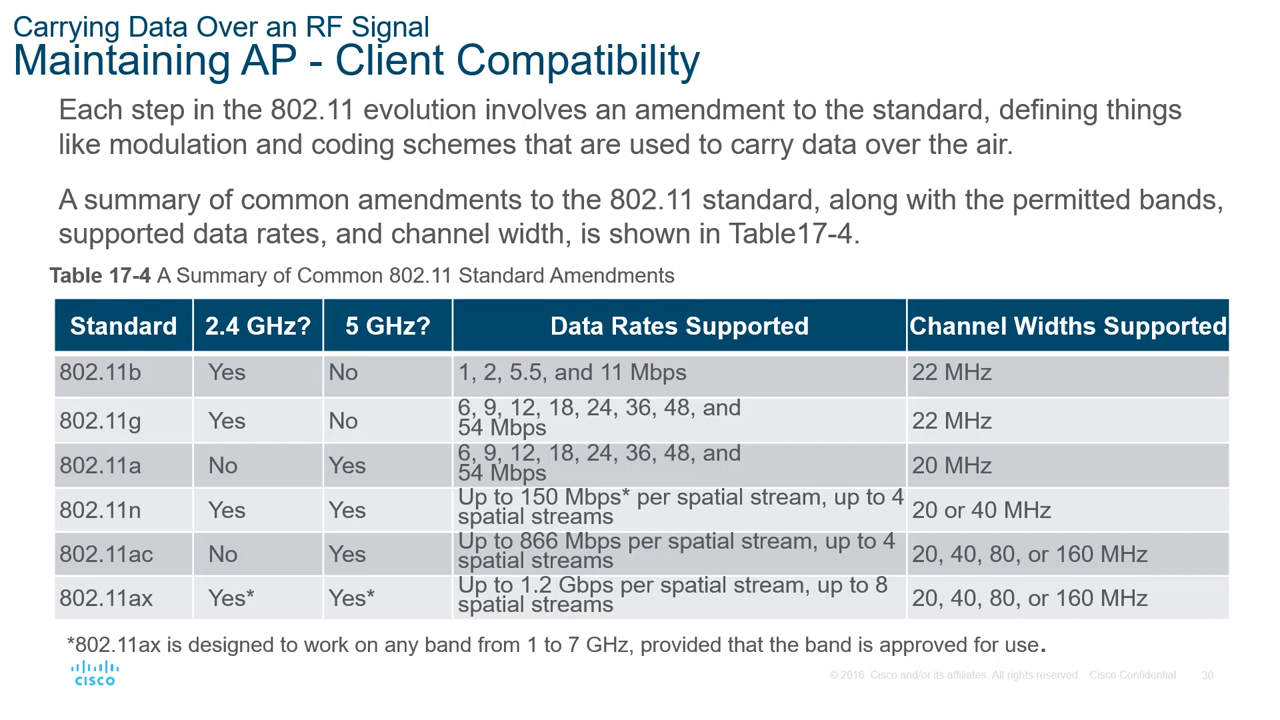 Carrying Data Over an RF Signal
Maintaining AP - Client Compatibility
Each step in the 802.11 evolution involves an amendment to the standard, defining things
like modulation and coding schemes that are used to carry data over the air.
A summary of common amendments to the 802.11 standard, along with the permitted bands,
supported data rates, and channel width, is shown in Table17-4.
Table 17-4 A Summary of Common 802.11 Standard Amendments
Standard 2.4 GHz? 5 GHz? Data Rates Supported Channel Widths Supported
802.11b Yes No 1, 2, 5.5, and 11 Mbps 22 MHz
802.11g Yes No 6, 9, 12, 18, 24, 36, 48, and
54 Mbps 22 MHz
802.11a No Yes 6, 9, 12, 18, 24, 36, 48, and
54 Mbps 20 MHz
802.11n Yes Yes Up to 150 Mbps* per spatial stream, up to 4
spatial streams 20 or 40 MHz
802.11ac No Yes Up to 866 Mbps per spatial stream, up to 4
spatial streams 20, 40, 80, or 160 MHz
802.11ax Yes* Yes* Up to 1.2 Gbps per spatial stream, up to 8
spatial streams 20, 40, 80, or 160 MHz
*802.11ax is designed to work on any band from 1 to 7 GHz, provided that the band is approved for use.
CISCO
© 2016 Cisco and/or its affiliates. All rights reserved. Cisco Confidential 30